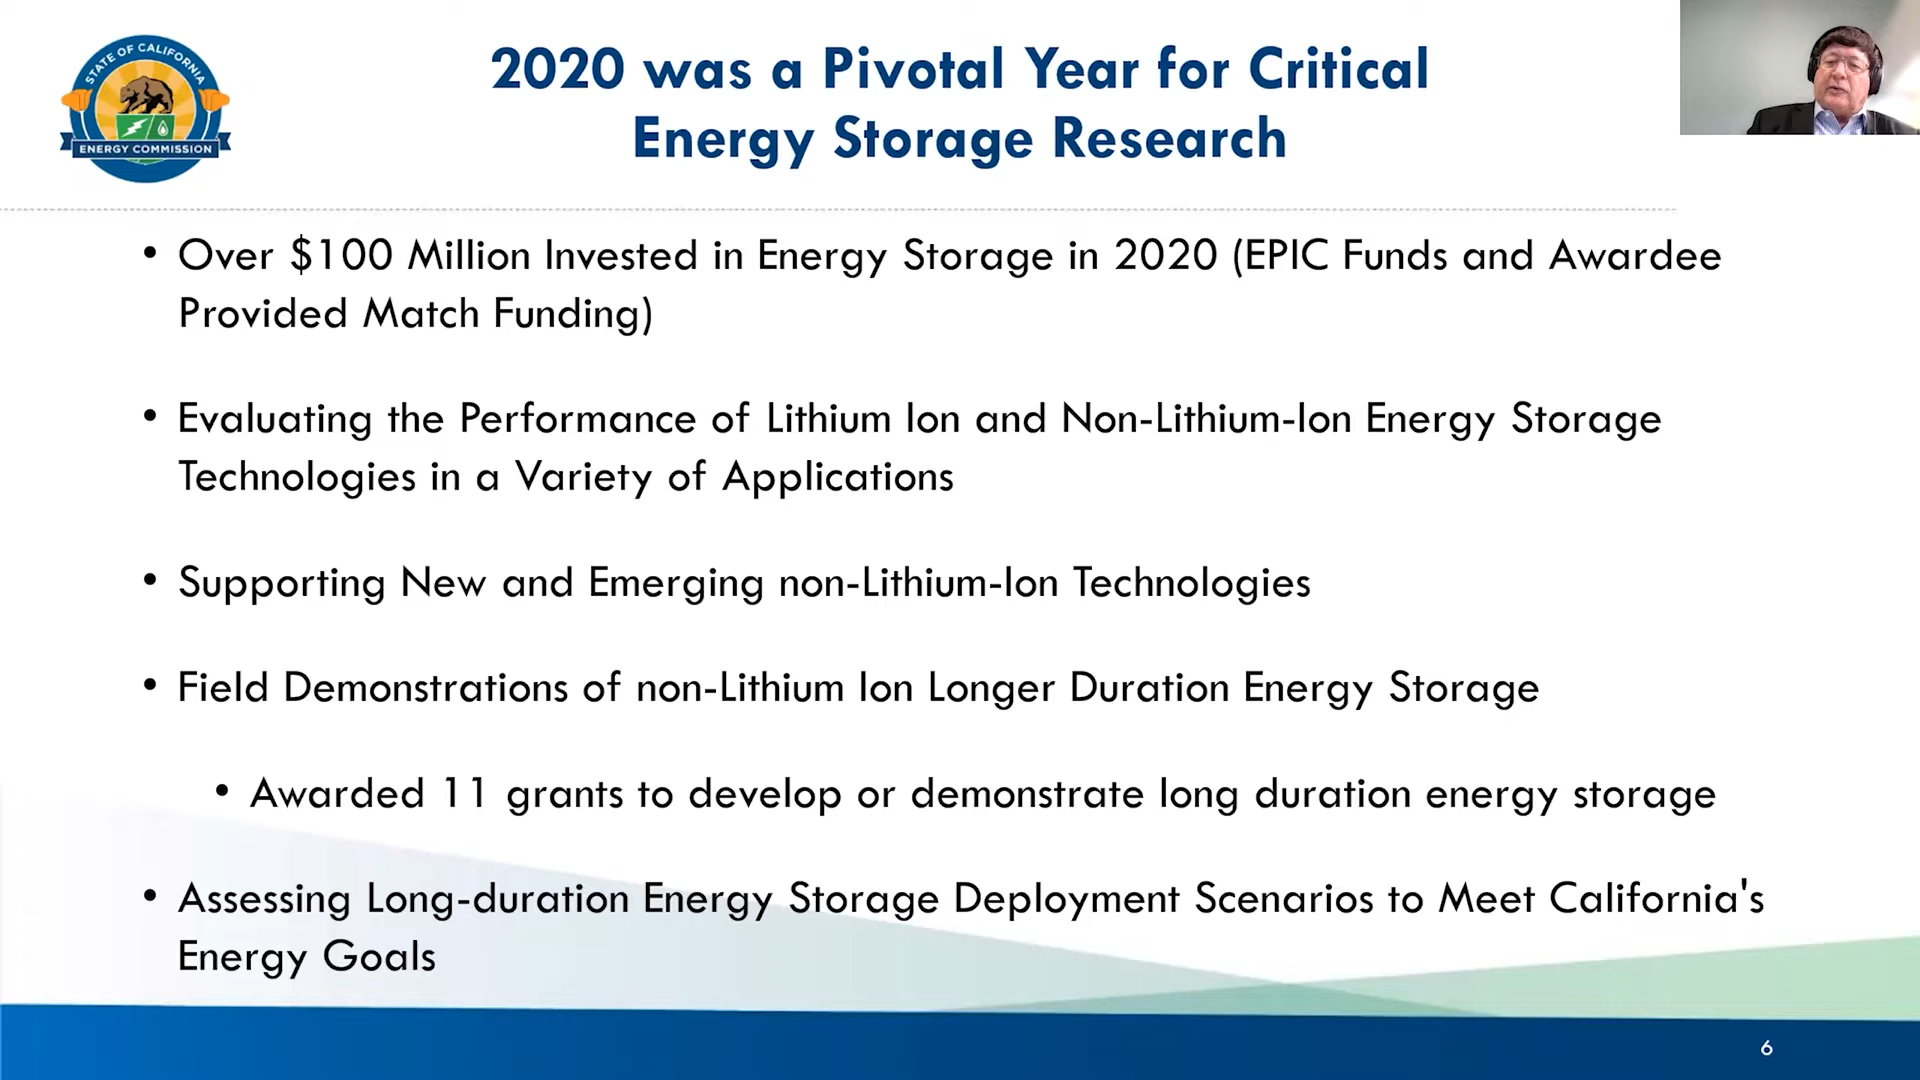 STATE OF CALIFORNIA
ENERGY COMMISSION
2020 was a Pivotal Year for Critical
Energy Storage Research
• Over $100 Million Invested in Energy Storage in 2020 (EPIC Funds and Awardee
Provided Match Funding)
• Evaluating the Performance of Lithium Ion and Non-Lithium-Ion Energy Storage
Technologies in a Variety of Applications
• Supporting New and Emerging non-Lithium-Ion Technologies
• Field Demonstrations of non-Lithium Ion Longer Duration Energy Storage
• Awarded 11 grants to develop or demonstrate long duration energy storage
• Assessing Long-duration Energy Storage Deployment Scenarios to Meet California's
Energy Goals
6